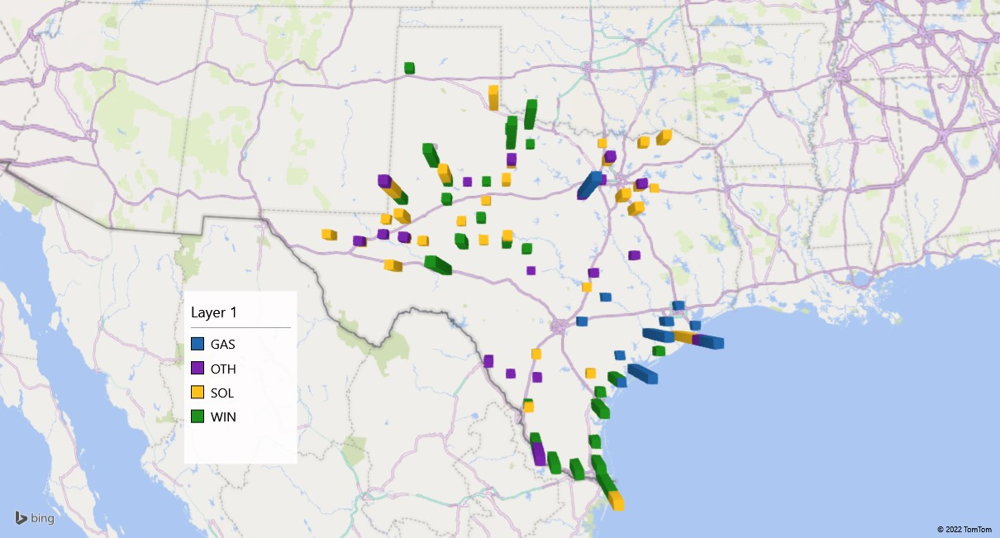 Layer 1
GAS
OTH
SOL
WIN
bing
© 2022 TomTom